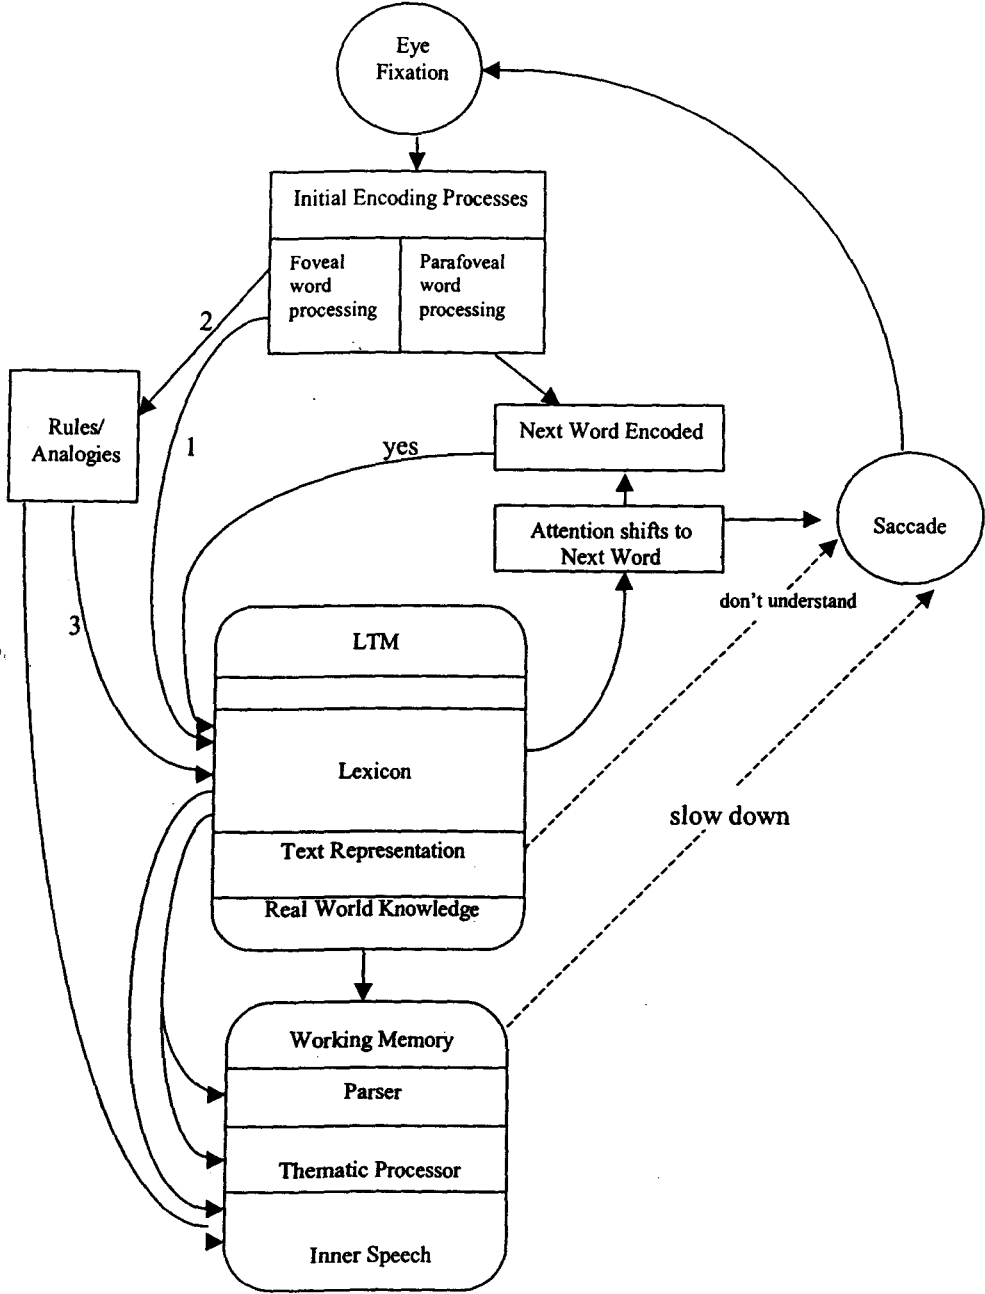 Eye
Fixation
Initial Encoding Processes
Foveal
word
processing
Parafoveal
word
processing
2
Rules/
Analogies
1
yes
Next Word Encoded
Attention shifts to
Next Word
Saccade
don't understand
3
LTM
Lexicon
slow down
Text Representation
Real World Knowledge
Working Memory
Parser
Thematic Processor
Inner Speech